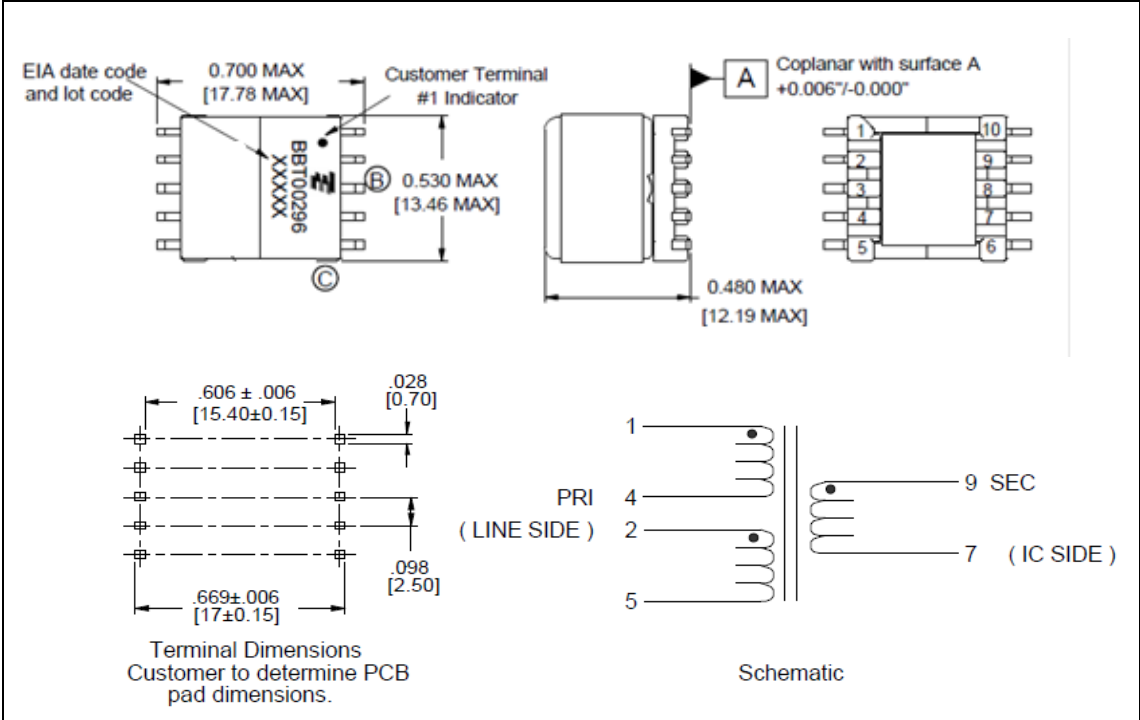 EIA date code
and lot code
0.700 MAX
[17.78 MAX]
Customer Terminal
#1 Indicator
BBT00296
XXXXX
B
0.530 MAX
[13.46 MAX]
C
A
Coplanar with surface A
+0.006"/-0.000"
0.480 MAX
[12.19 MAX]
1
10
2
9
3
8
4
7
5
6
.606 ± .006
[15.40±0.15]
.028
[0.70]
.098
[2.50]
.669±.006
[17±0.15]
Terminal Dimensions
Customer to determine PCB
pad dimensions.
1
PRI 4
( LINE SIDE ) 2
5
9 SEC
7 ( IC SIDE )
Schematic